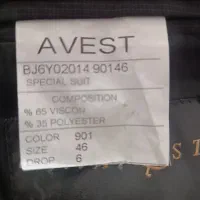 AVEST
BJ6Y02014 90146
SPECIAL SUIT
COMPOSITION
% 65 VISCON
% 35 POLYESTER
COLOR 901
SIZE 46
DROP 6